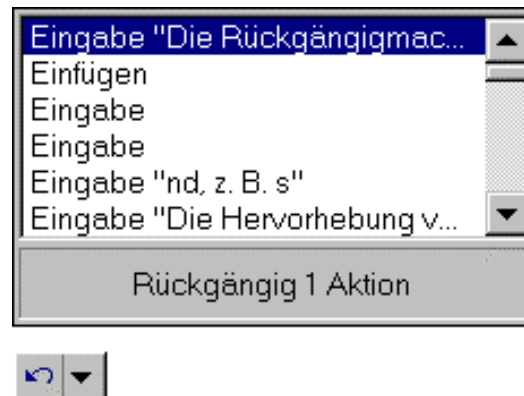 Eingabe "Die Rückgängigmac...
Einfügen
Eingabe
Eingabe
Eingabe "nd, z. B. s"
Eingabe "Die Hervorhebung v...
Rückgängig 1 Aktion